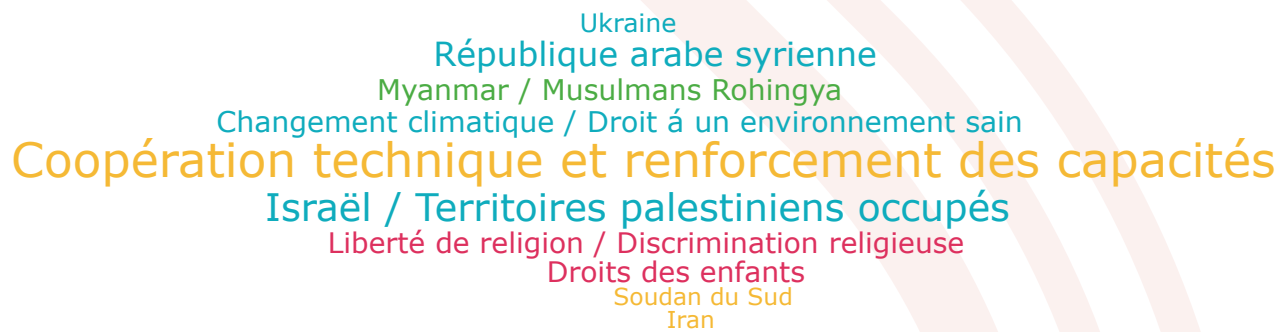 Ukraine
République arabe syrienne
Myanmar / Musulmans Rohingya
Changement climatique / Droit á un environnement sain
Coopération technique et renforcement des capacités
Israël / Territoires palestiniens occupés
Liberté de religion / Discrimination religieuse
Droits des enfants
Soudan du Sud
Iran